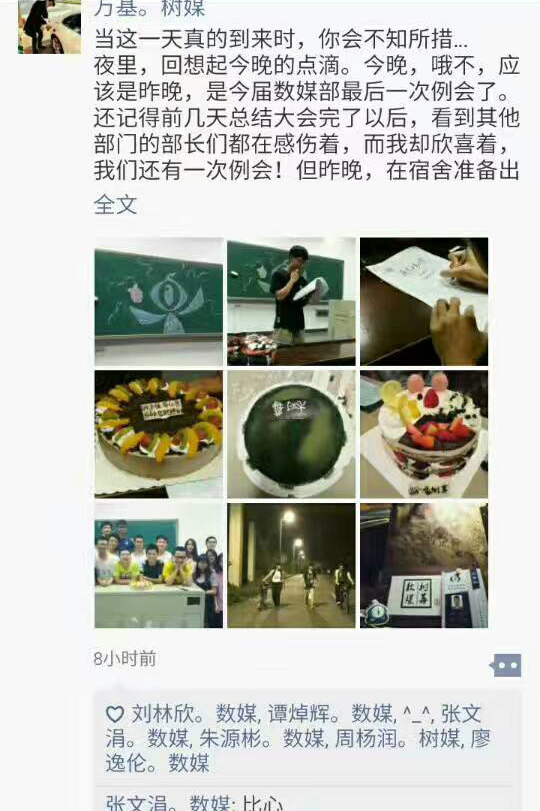 万基。树媒
当这一天真的到来时，你会不知所措...
夜里，回想起今晚的点滴。今晚，哦不，应
该是昨晚，是今届数媒部最后一次例会了。
还记得前几天总结大会完了以后，看到其他
部门的部长们都在感伤着，而我却欣喜着，
我们还有一次例会！但昨晚，在宿舍准备出
全文
8小时前
刘林欣。数媒, 谭焯辉。数媒, ^_^, 张文
涓。数媒, 朱源彬。数媒, 周杨润。树媒, 廖
逸伦。数媒
张文涓。数媒: 比心